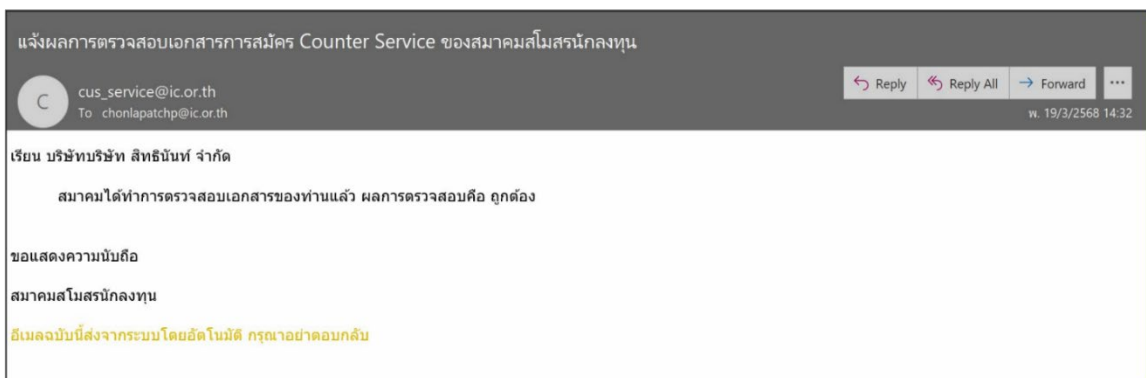 แจ้งผลการตรวจสอบเอกสารการสมัคร Counter Service ของสมาคมสโมสรนักลงทุน
C
cus_service@ic.or.th
To chonlapatchp@ic.or.th
Reply
Reply All
Forward
...
พ. 19/3/2568 14:32
เรียน บริษัทบริษัท สิทธินันท์ จำกัด
สมาคมได้ทำการตรวจสอบเอกสารของท่านแล้ว ผลการตรวจสอบคือ ถูกต้อง
ขอแสดงความนับถือ
สมาคมสโมสรนักลงทุน
อีเมลฉบับนี้ส่งจากระบบโดยอัตโนมัติ กรุณาอย่าตอบกลับ